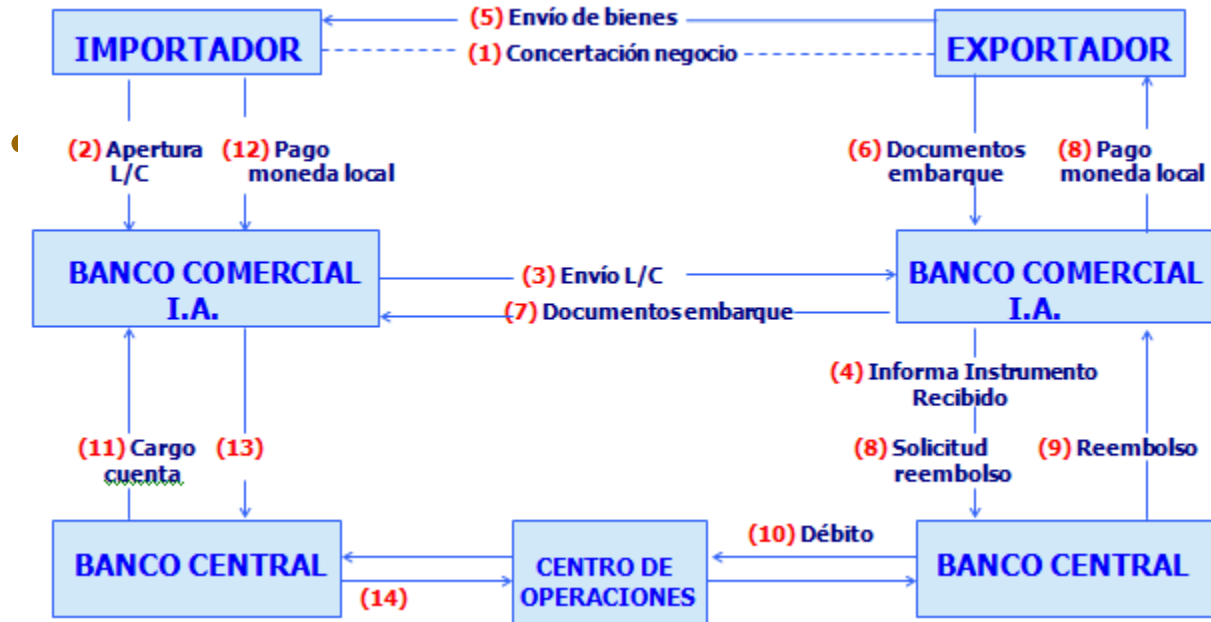 (5) Envío de bienes
IMPORTADOR
(1) Concertación negocio
EXPORTADOR
(2) Apertura
L/C
(12) Pago
moneda local
(6) Documentos
embarque
(8) Pago
moneda local
BANCO COMERCIAL
I.A.
(3) Envío L/C
(7) Documentos embarque
BANCO COMERCIAL
I.A.
(4) Informa Instrumento
Recibido
(11) Cargo
cuenta
(13)
(8) Solicitud
reembolso
(9) Reembolso
BANCO CENTRAL
(14)
CENTRO DE
OPERACIONES
(10) Débito
BANCO CENTRAL